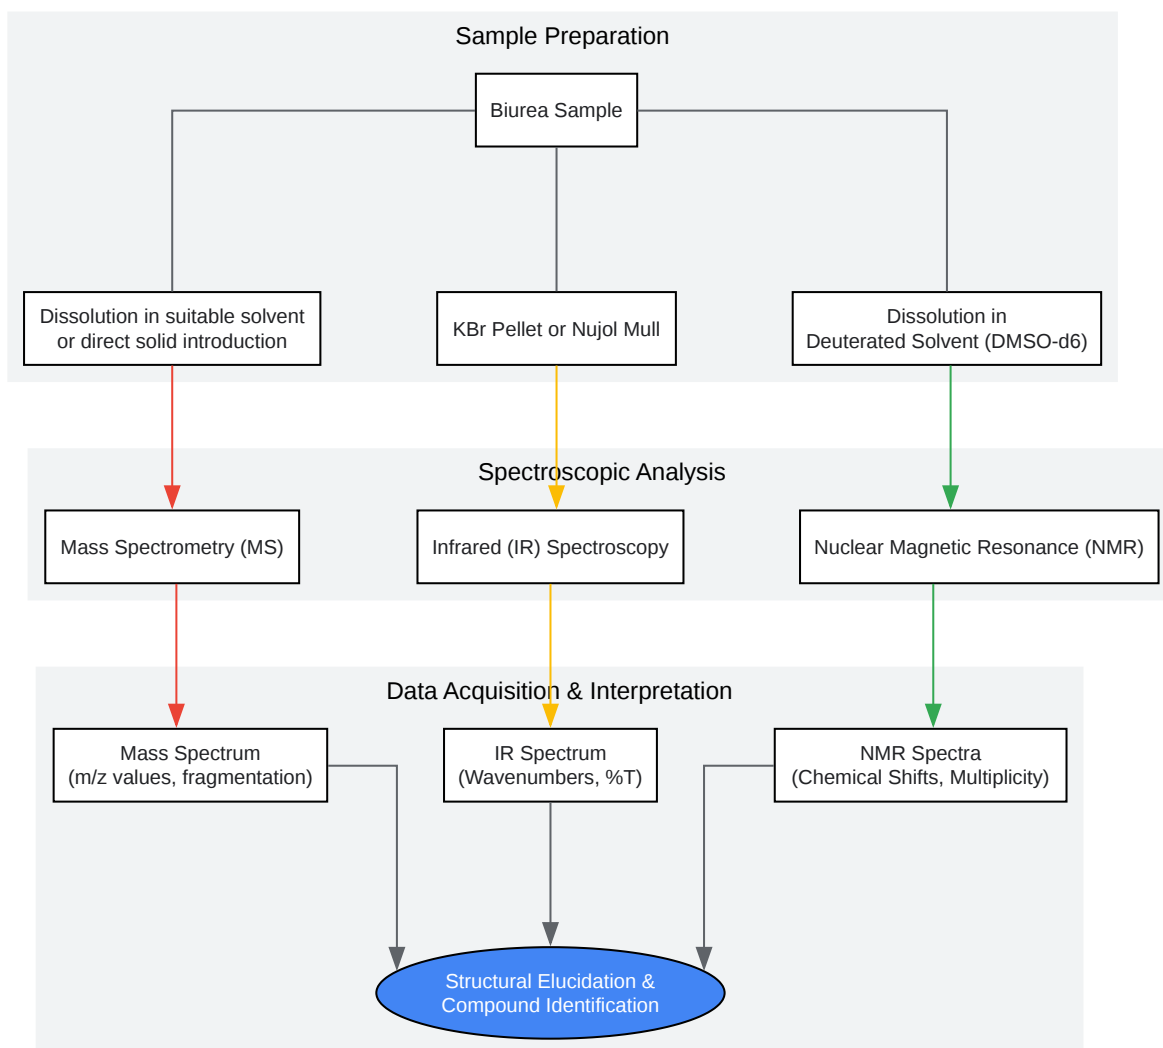 Sample Preparation
Biurea Sample
Dissolution in suitable solvent
or direct solid introduction
KBr Pellet or Nujol Mull
Dissolution in
Deuterated Solvent (DMSO-d6)
Spectroscopic Analysis
Mass Spectrometry (MS)
Infrared (IR) Spectroscopy
Nuclear Magnetic Resonance (NMR)
Data Acquisition & Interpretation
Mass Spectrum
(m/z values, fragmentation)
IR Spectrum
(Wavenumbers, %T)
NMR Spectra
(Chemical Shifts, Multiplicity)
Structural Elucidation &
Compound Identification